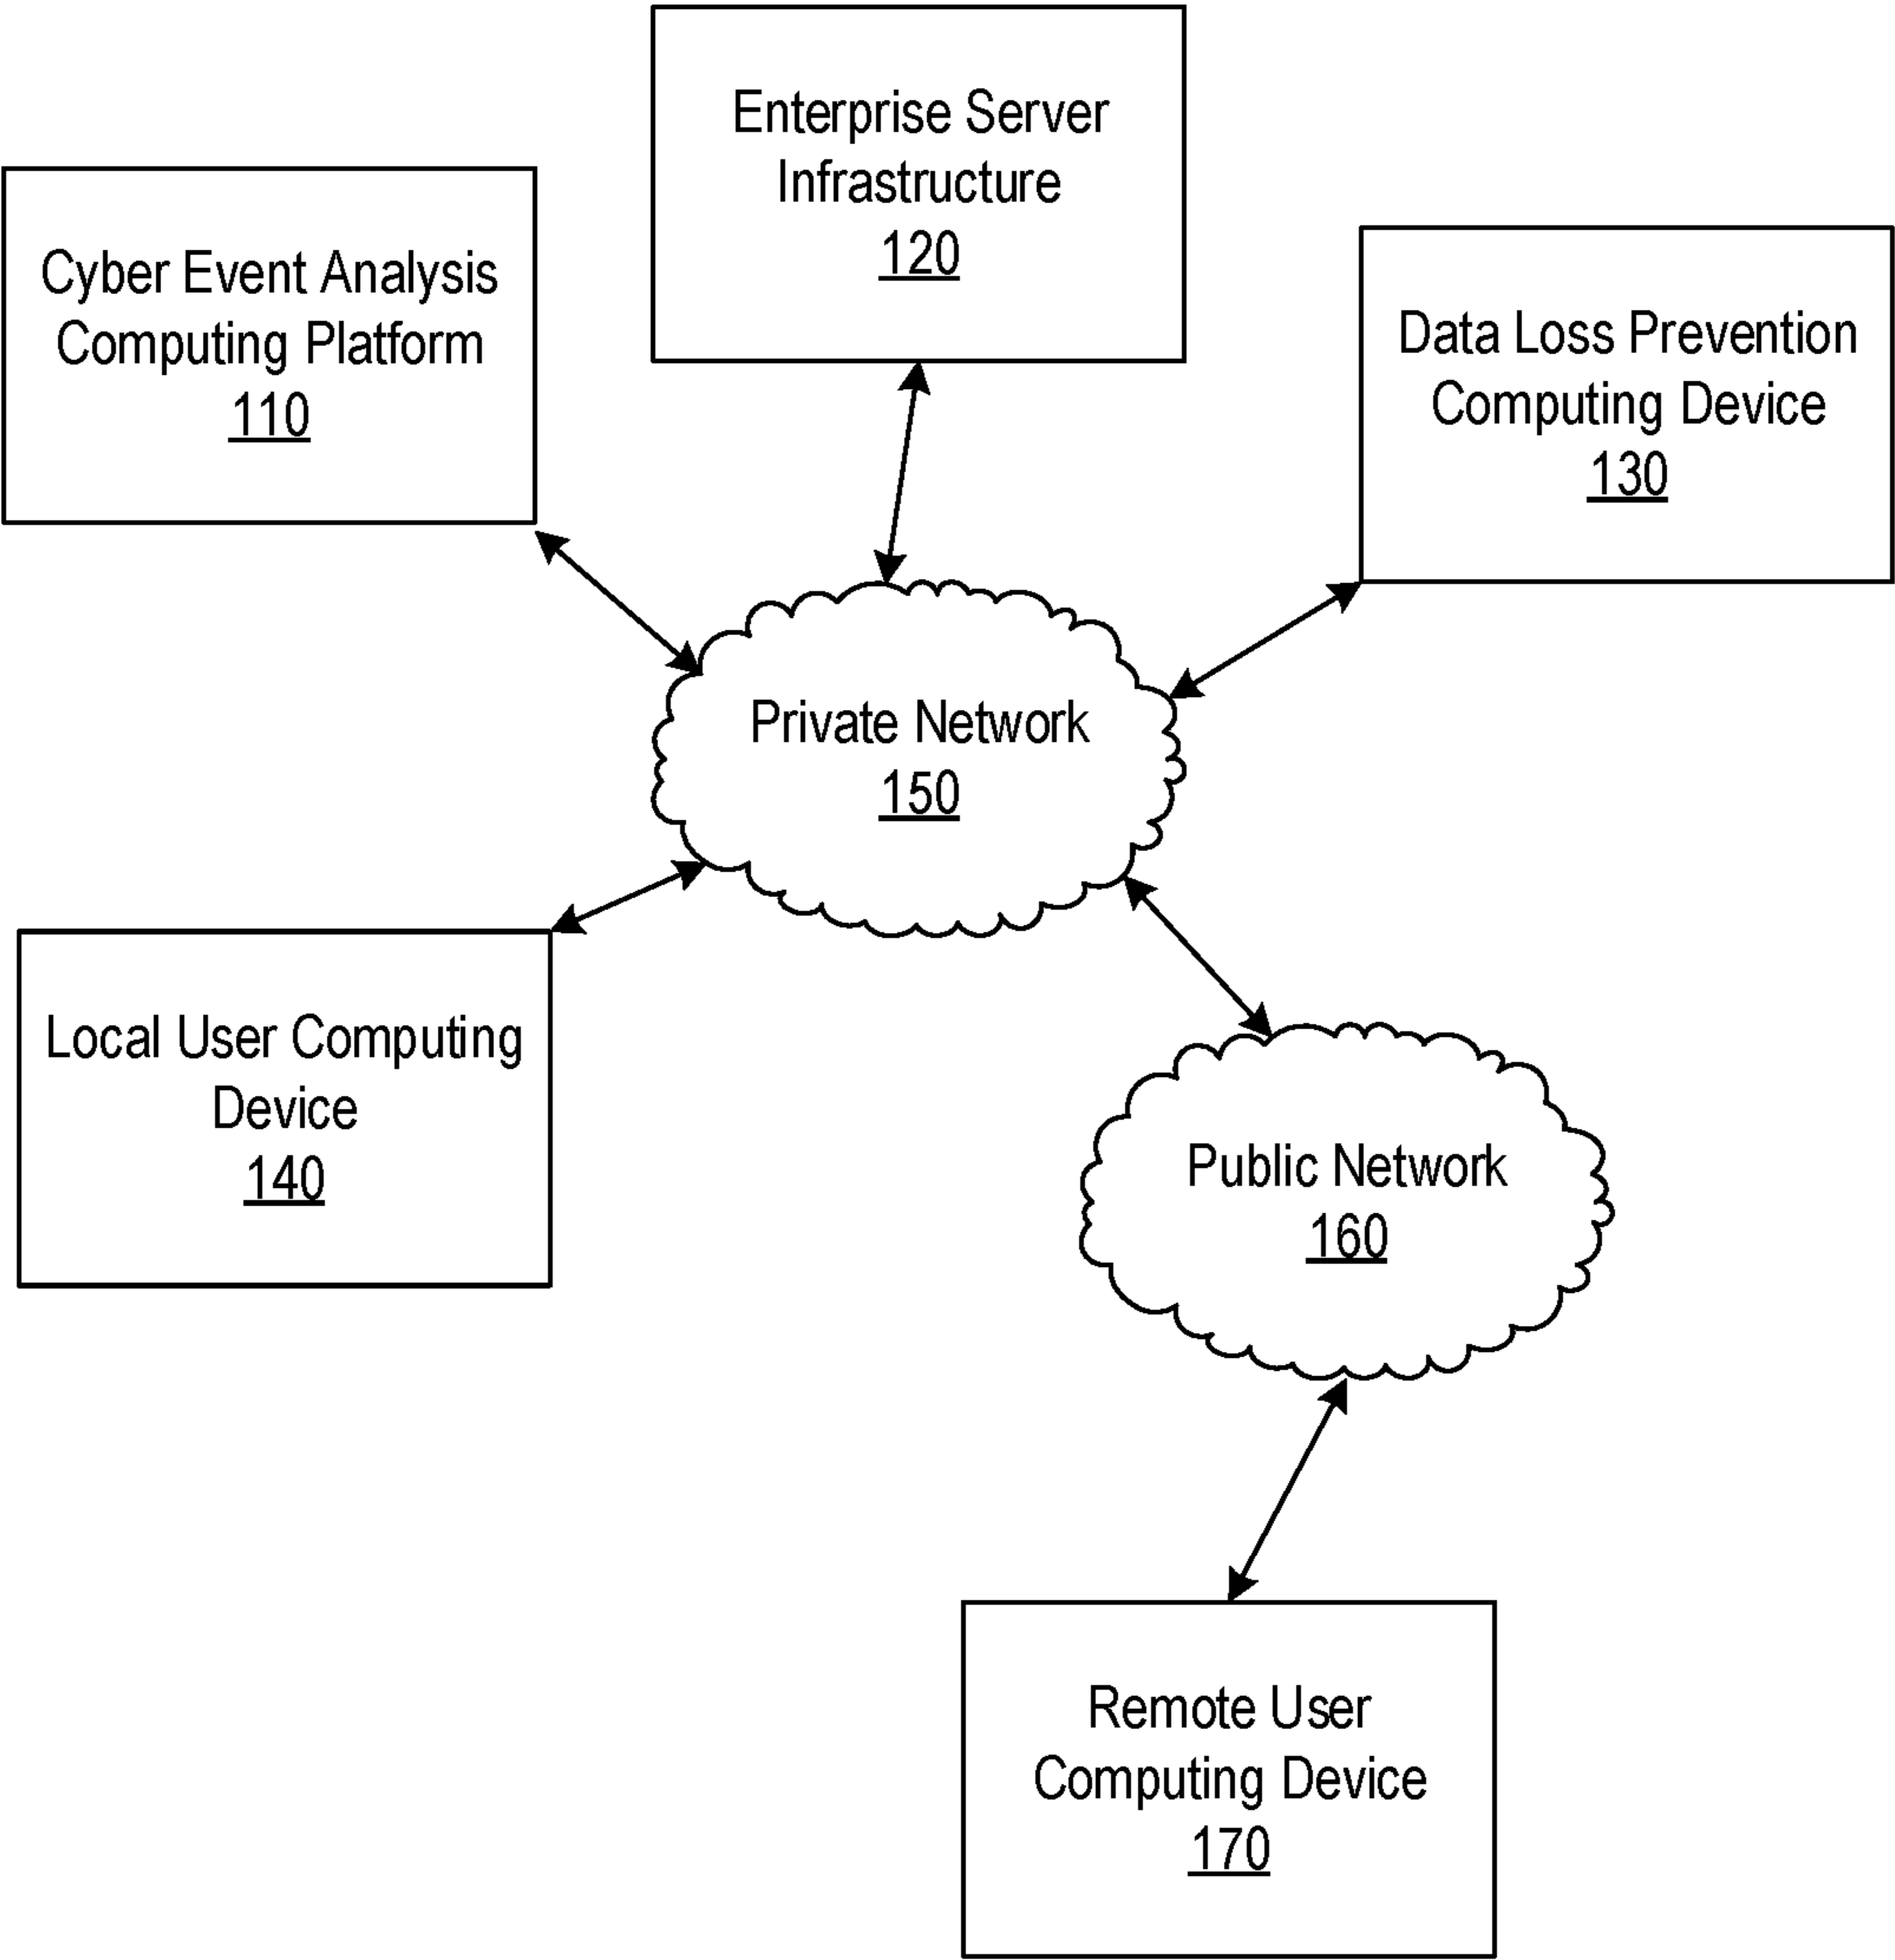 Enterprise Server
Infrastructure
120
Cyber Event Analysis
Computing Platform
110
Data Loss Prevention
Computing Device
130
Private Network
150
Local User Computing
Device
140
Public Network
160
Remote User
Computing Device
170